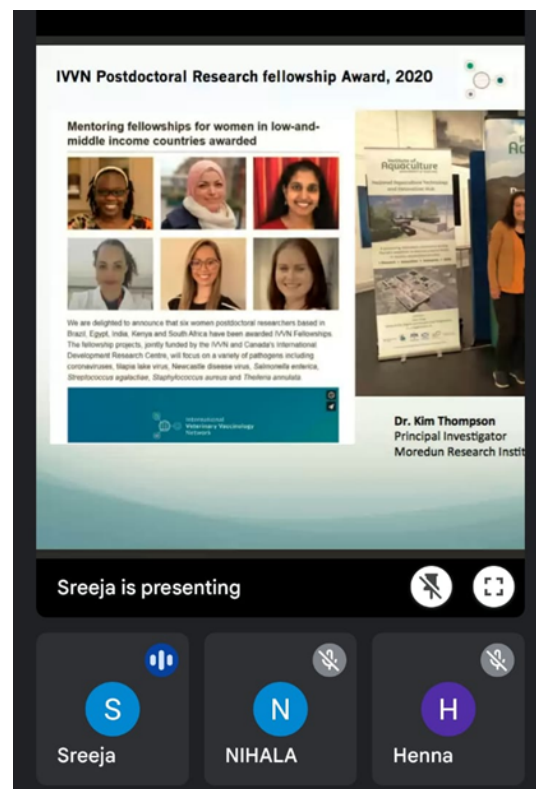 IVVN Postdoctoral Research fellowship Award, 2020
Mentoring fellowships for women in low-and-
middle income countries awarded
We are delighted to announce that six women postdoctoral researchers based in
Brazil, Egypt, India, Kenya and South Africa have been awarded IVVN Fellowships.
The fellowship projects, jointly funded by the IVVN and Canada's International
Development Research Centre, will focus on a variety of pathogens including
coronaviruses, tilapia lake virus, Newcastle disease virus, Salmonella enterica,
Streptococcus agalactiae, Staphylococcus aureus and Theileria annulata.
International
Veterinary Vaccinology
Network
Institute of
Aquaculture
Dr. Kim Thompson
Principal Investigator
Moredun Research Instit
Sreeja is presenting
S
Sreeja
N
NIHALA
H
Henna